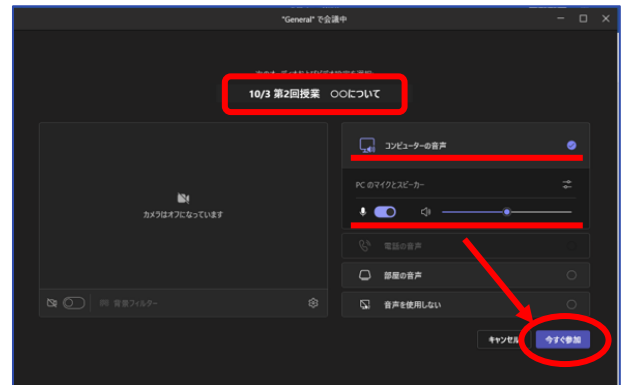 "General" で会議中
10/3 第2回授業　〇〇について
コンピューターの音声
PC のマイクとスピーカー
カメラはオフになっています
電話の音声
部屋の音声
背景フィルター
音声を使用しない
キャンセル
今すぐ参加